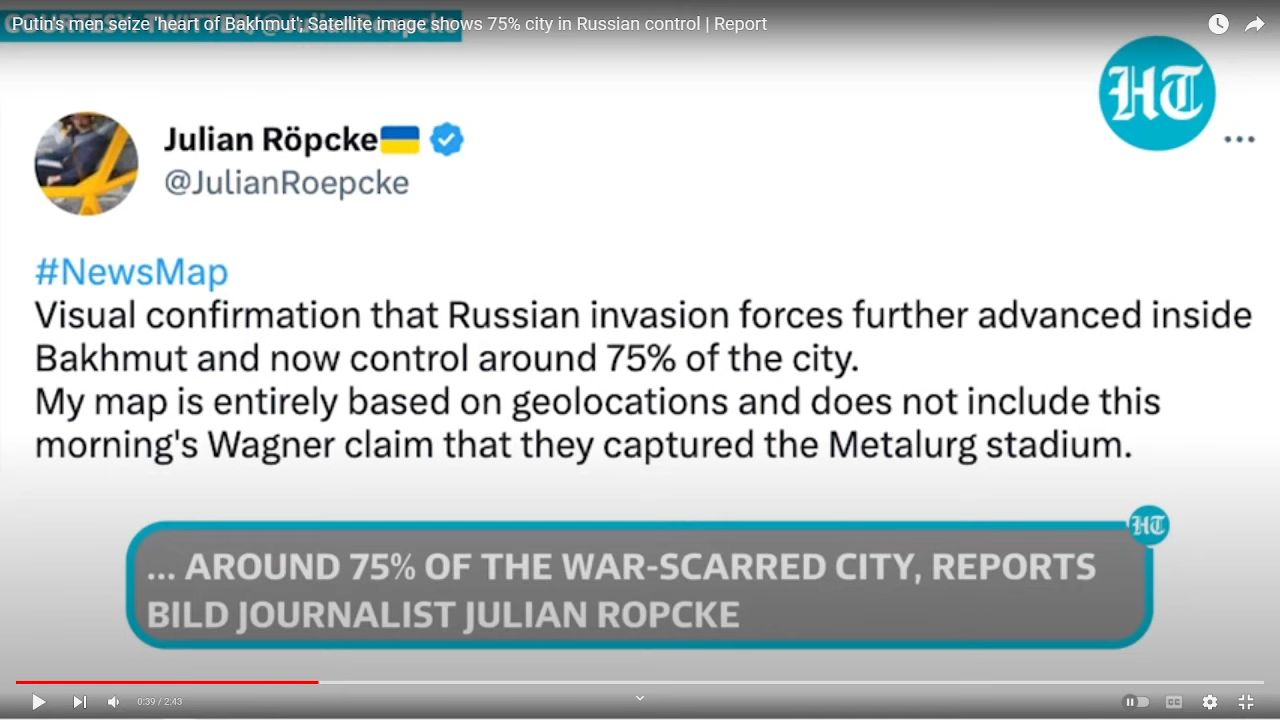 Putin's men seize 'heart of Bakhmut'; Satellite image shows 75% city in Russian control | Report
COURTESY: TWITTER/@JulianRoepcke
HT
Julian Röpcke
@JulianRoepcke
#NewsMap
Visual confirmation that Russian invasion forces further advanced inside
Bakhmut and now control around 75% of the city.
My map is entirely based on geolocations and does not include this
morning's Wagner claim that they captured the Metalurg stadium.
HT
... AROUND 75% OF THE WAR-SCARRED CITY, REPORTS
BILD JOURNALIST JULIAN ROPCKE
0:39 / 2:43
CC